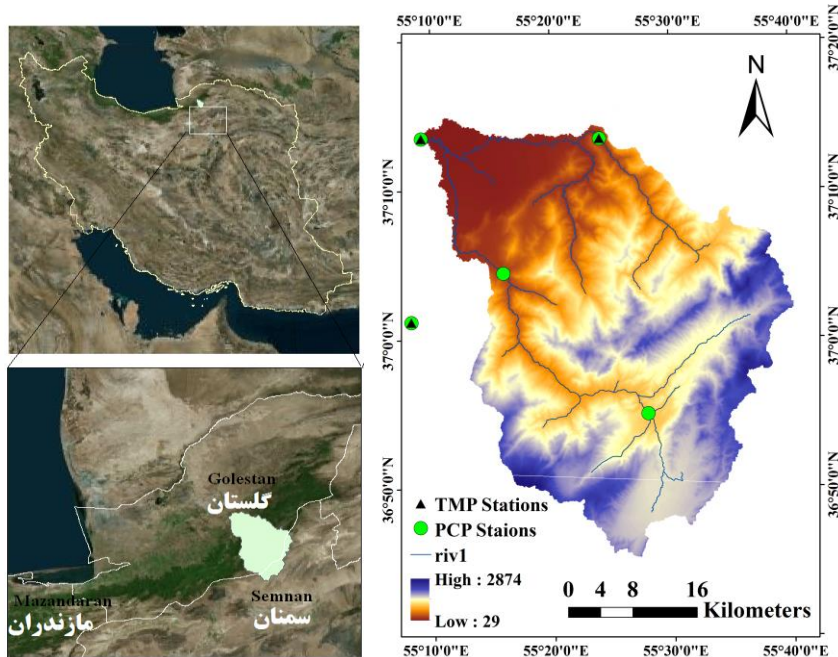 55°10'0"E 55°20'0"E 55°30'0"E 55°40'0"E
37°20'0"N
37°10'0"N
37°0'0"N
36°50'0"N
N
37°20'0"N
37°10'0"N
37°0'0"N
36°50'0"N
Golestan
گلستان
Mazandaran
مازندران
Semnan
سمنان
TMP Stations
PCP Staions
riv1
High : 2874
Low : 29
0 4 8 16
Kilometers
55°10'0"E 55°20'0"E 55°30'0"E 55°40'0"E